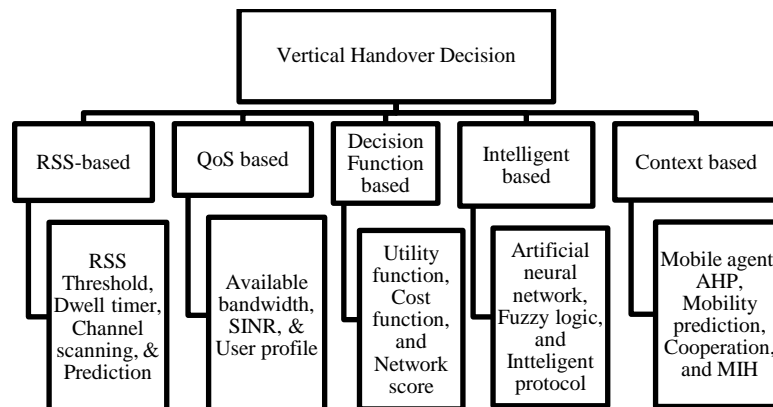 Vertical Handover Decision
RSS-based
QoS based
Decision
Function
based
Intelligent
based
Context based
RSS
Threshold,
Dwell timer,
Channel
scanning, &
Prediction
Available
bandwidth,
SINR, &
User profile
Utility
function,
Cost
function,
and
Network
score
Artificial
neural
network,
Fuzzy logic,
and
Intteligent
protocol
Mobile agent,
AHP,
Mobility
prediction,
Cooperation,
and MIH